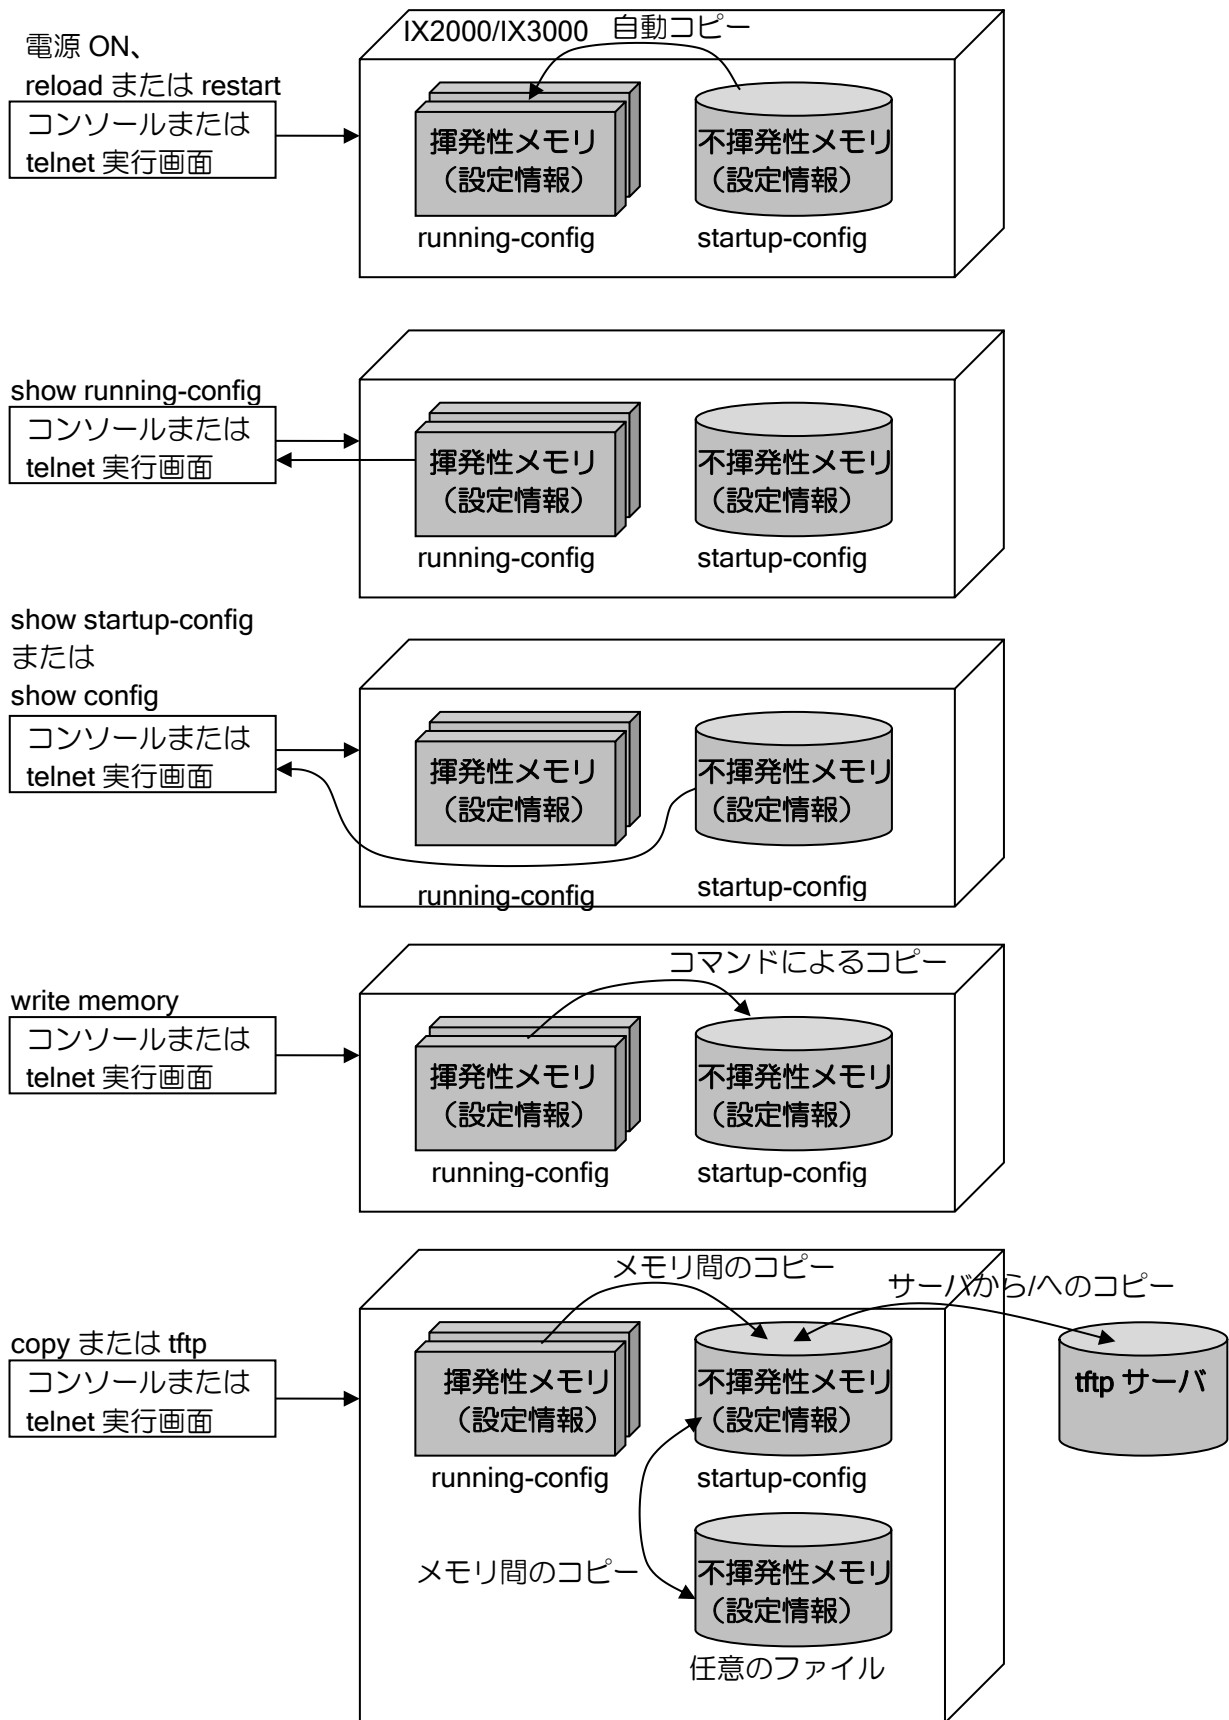 電源 ON、
reload または restart
コンソールまたは
telnet 実行画面
IX2000/IX3000
自動コピー
揮発性メモリ
（設定情報）
running-config
不揮発性メモリ
（設定情報）
startup-config
show running-config
コンソールまたは
telnet 実行画面
揮発性メモリ
（設定情報）
running-config
不揮発性メモリ
（設定情報）
startup-config
show startup-config
または
show config
コンソールまたは
telnet 実行画面
揮発性メモリ
（設定情報）
running-config
不揮発性メモリ
（設定情報）
startup-config
write memory
コンソールまたは
telnet 実行画面
コマンドによるコピー
揮発性メモリ
（設定情報）
running-config
不揮発性メモリ
（設定情報）
startup-config
copy または tftp
コンソールまたは
telnet 実行画面
メモリ間のコピー
サーバから/へのコピー
揮発性メモリ
（設定情報）
running-config
不揮発性メモリ
（設定情報）
startup-config
tftp サーバ
メモリ間のコピー
不揮発性メモリ
（設定情報）
任意のファイル